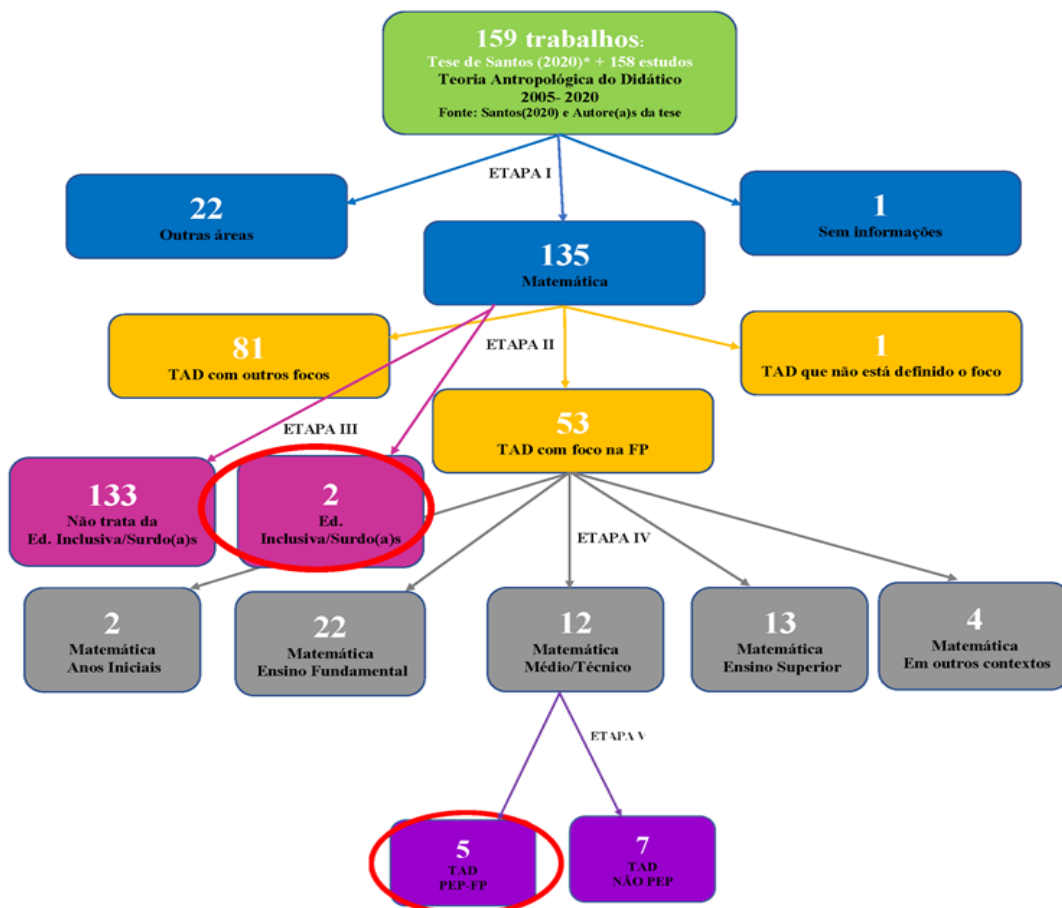 159 trabalhos:
Tese de Santos (2020)* + 158 estudos
Teoria Antropológica do Didático
2005- 2020
Fonte: Santos(2020) e Autore(a)s da tese
ETAPA I
22
Outras áreas
1
Sem informações
135
Matemática
ETAPA II
81
TAD com outros focos
1
TAD que não está definido o foco
53
TAD com foco na FP
ETAPA III
133
Não trata da
Ed. Inclusiva/Surdo(a)s
2
Ed.
Inclusiva/Surdo(a)s
ETAPA IV
2
Matemática
Anos Iniciais
22
Matemática
Ensino Fundamental
12
Matemática
Médio/Técnico
13
Matemática
Ensino Superior
4
Matemática
Em outros contextos
ETAPA V
5
TAD
PEP-FP
7
TAD
NÃO PEP